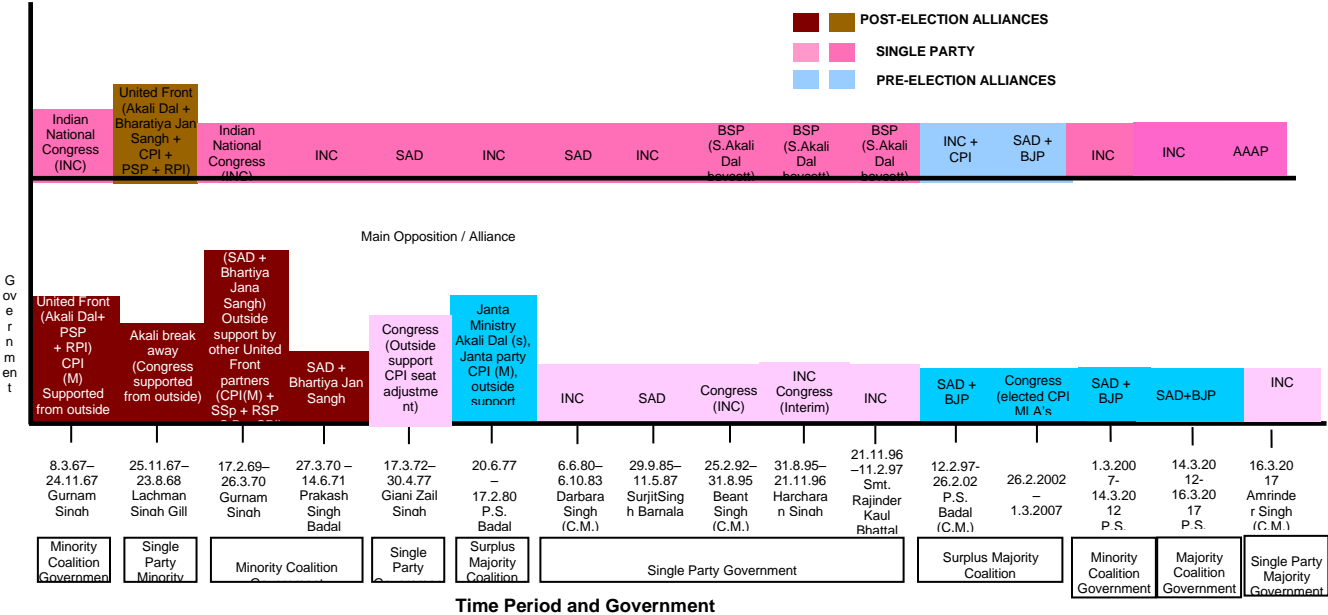 POST-ELECTION ALLIANCES
SINGLE PARTY
PRE-ELECTION ALLIANCES
Indian
National
Congress
(INC)
United Front
(Akali Dal +
Bharatiya Jan
Sangh +
CPI +
PSP + RPI)
Indian
National
Congress
(INC)
INC
SAD
INC
SAD
INC
BSP
(S.Akali
Dal
boycott)
BSP
(S.Akali
Dal
boycott)
BSP
(S.Akali
Dal
boycott)
INC +
CPI
SAD +
BJP
INC
INC
AAAP
Main Opposition / Alliance
G
ov
e
r
n
m
en
t
United Front
(Akali Dal+
PSP
+ RPI)
CPI
(M)
Supported
from outside
Akali break
away
(Congress
supported
from outside)
(SAD +
Bhartiya
Jana
Sangh)
Outside
support by
other United
Front
partners
(CPI(M) +
SSp + RSP
SAD +
Bhartiya Jan
Sangh
Congress
(Outside
support
CPI seat
adjustme
nt)
Janta
Ministry
Akali Dal (s),
Janta party
CPI (M),
outside
support
INC
SAD
Congress
(INC)
INC
Congress
(Interim)
INC
SAD +
BJP
Congress
(elected CPI
MLA's
SAD +
BJP
SAD+BJP
INC
8.3.67–
24.11.67
Gurnam
Singh
25.11.67–
23.8.68
Lachman
Singh Gill
17.2.69–
26.3.70
Gurnam
Singh
27.3.70 –
14.6.71
Prakash
Singh
Badal
17.3.72–
30.4.77
Giani Zail
Singh
20.6.77
–
17.2.80
P.S.
Badal
6.6.80–
6.10.83
Darbara
Singh
(C.M.)
29.9.85–
11.5.87
SurjitSing
h Barnala
25.2.92–
31.8.95
Beant
Singh
(C.M.)
31.8.95–
21.11.96
Harchara
n Singh
21.11.96
–11.2.97
Smt.
Rajinder
Kaul
Bhattal
12.2.97-
26.2.02
P.S.
Badal
(C.M.)
26.2.2002
–
1.3.2007
1.3.200
7-
14.3.20
12
P.S.
14.3.20
12-
16.3.20
17
P.S.
16.3.20
17
Amrinde
r Singh
(C.M.)
Minority
Coalition
Governmen
Single
Party
Minority
Minority Coalition
Single
Party
Surplus
Majority
Coalition
Single Party Government
Surplus Majority
Coalition
Minority
Coalition
Government
Majority
Coalition
Government
Single Party
Majority
Government
Time Period and Government